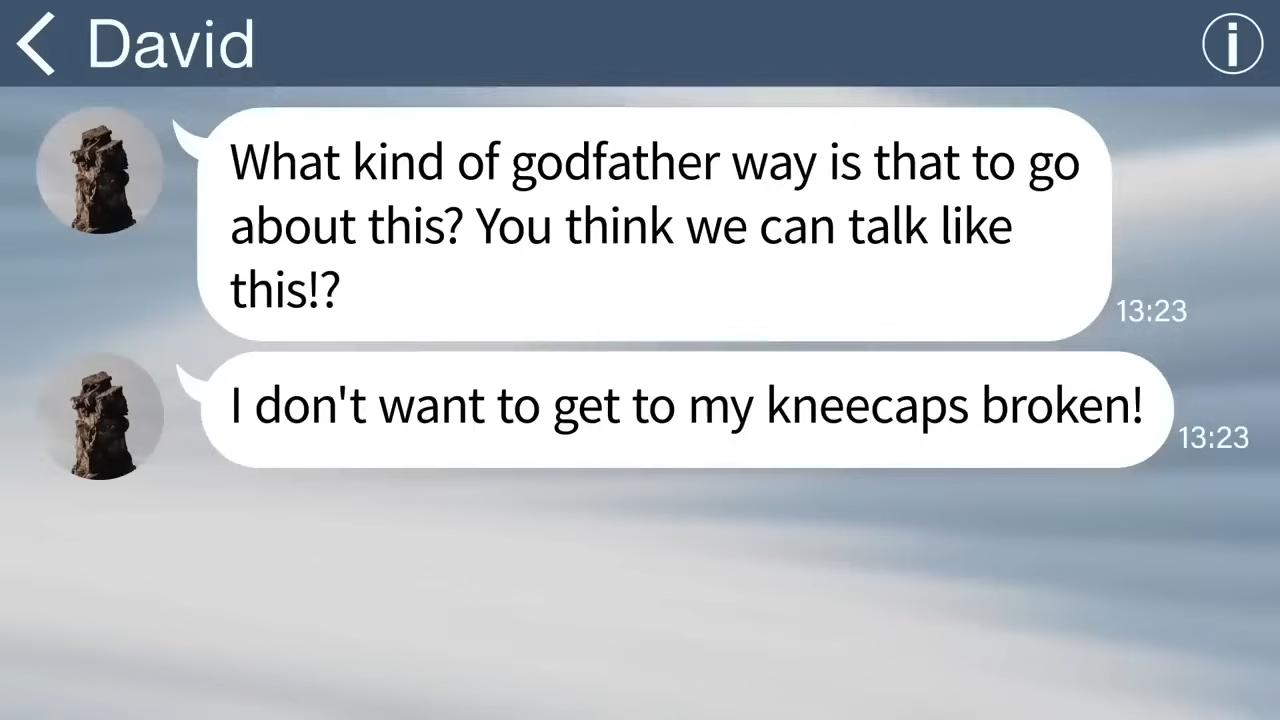 David
What kind of godfather way is that to go
about this? You think we can talk like
this!?
13:23
I don't want to get to my kneecaps broken!
13:23